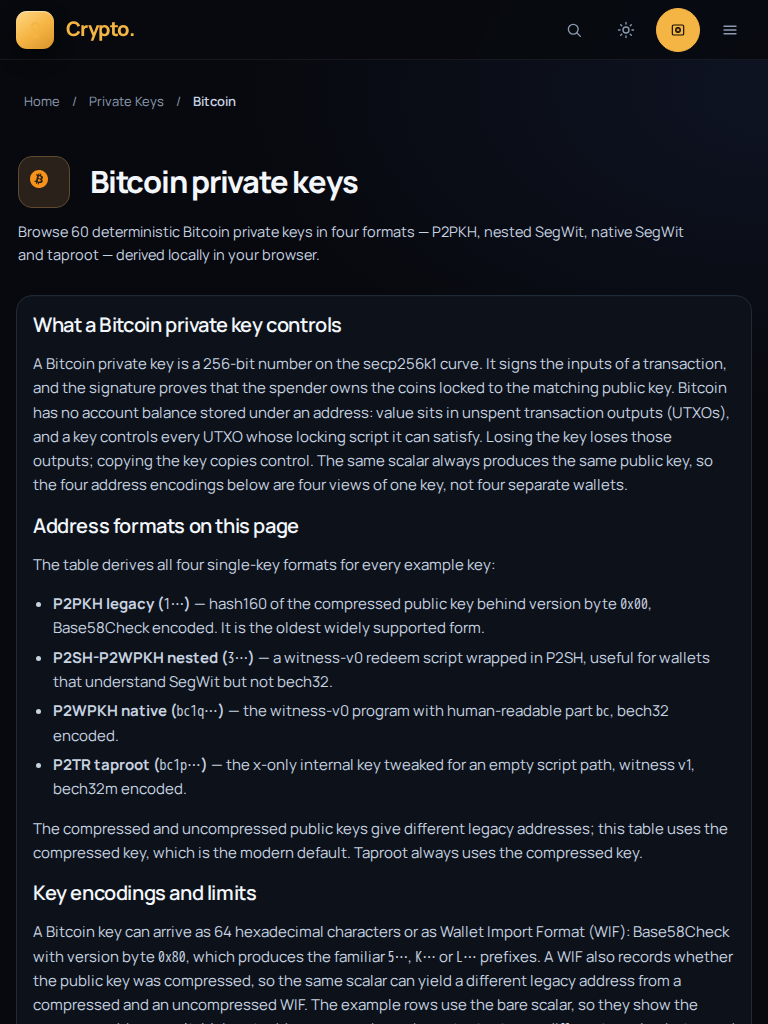 Crypto.
Home / Private Keys / Bitcoin
Bitcoin private keys
Browse 60 deterministic Bitcoin private keys in four formats — P2PKH, nested SegWit, native SegWit
and taproot — derived locally in your browser.
What a Bitcoin private key controls
A Bitcoin private key is a 256-bit number on the secp256k1 curve. It signs the inputs of a transaction,
and the signature proves that the spender owns the coins locked to the matching public key. Bitcoin
has no account balance stored under an address: value sits in unspent transaction outputs (UTXOs),
and a key controls every UTXO whose locking script it can satisfy. Losing the key loses those
outputs; copying the key copies control. The same scalar always produces the same public key, so
the four address encodings below are four views of one key, not four separate wallets.
Address formats on this page
The table derives all four single-key formats for every example key:
• P2PKH legacy (1…) — hash160 of the compressed public key behind version byte 0x00,
Base58Check encoded. It is the oldest widely supported form.
• P2SH-P2WPKH nested (3…) — a witness-v0 redeem script wrapped in P2SH, useful for wallets
that understand SegWit but not bech32.
• P2WPKH native (bc1q…) — the witness-v0 program with human-readable part bc, bech32
encoded.
• P2TR taproot (bc1p…) — the x-only internal key tweaked for an empty script path, witness v1,
bech32m encoded.
The compressed and uncompressed public keys give different legacy addresses; this table uses the
compressed key, which is the modern default. Taproot always uses the compressed key.
Key encodings and limits
A Bitcoin key can arrive as 64 hexadecimal characters or as Wallet Import Format (WIF): Base58Check
with version byte 0x80, which produces the familiar 5…, K… or L… prefixes. A WIF also records whether
the public key was compressed, so the same scalar can yield a different legacy address from a
compressed and an uncompressed WIF. The example rows use the bare scalar, so they show the